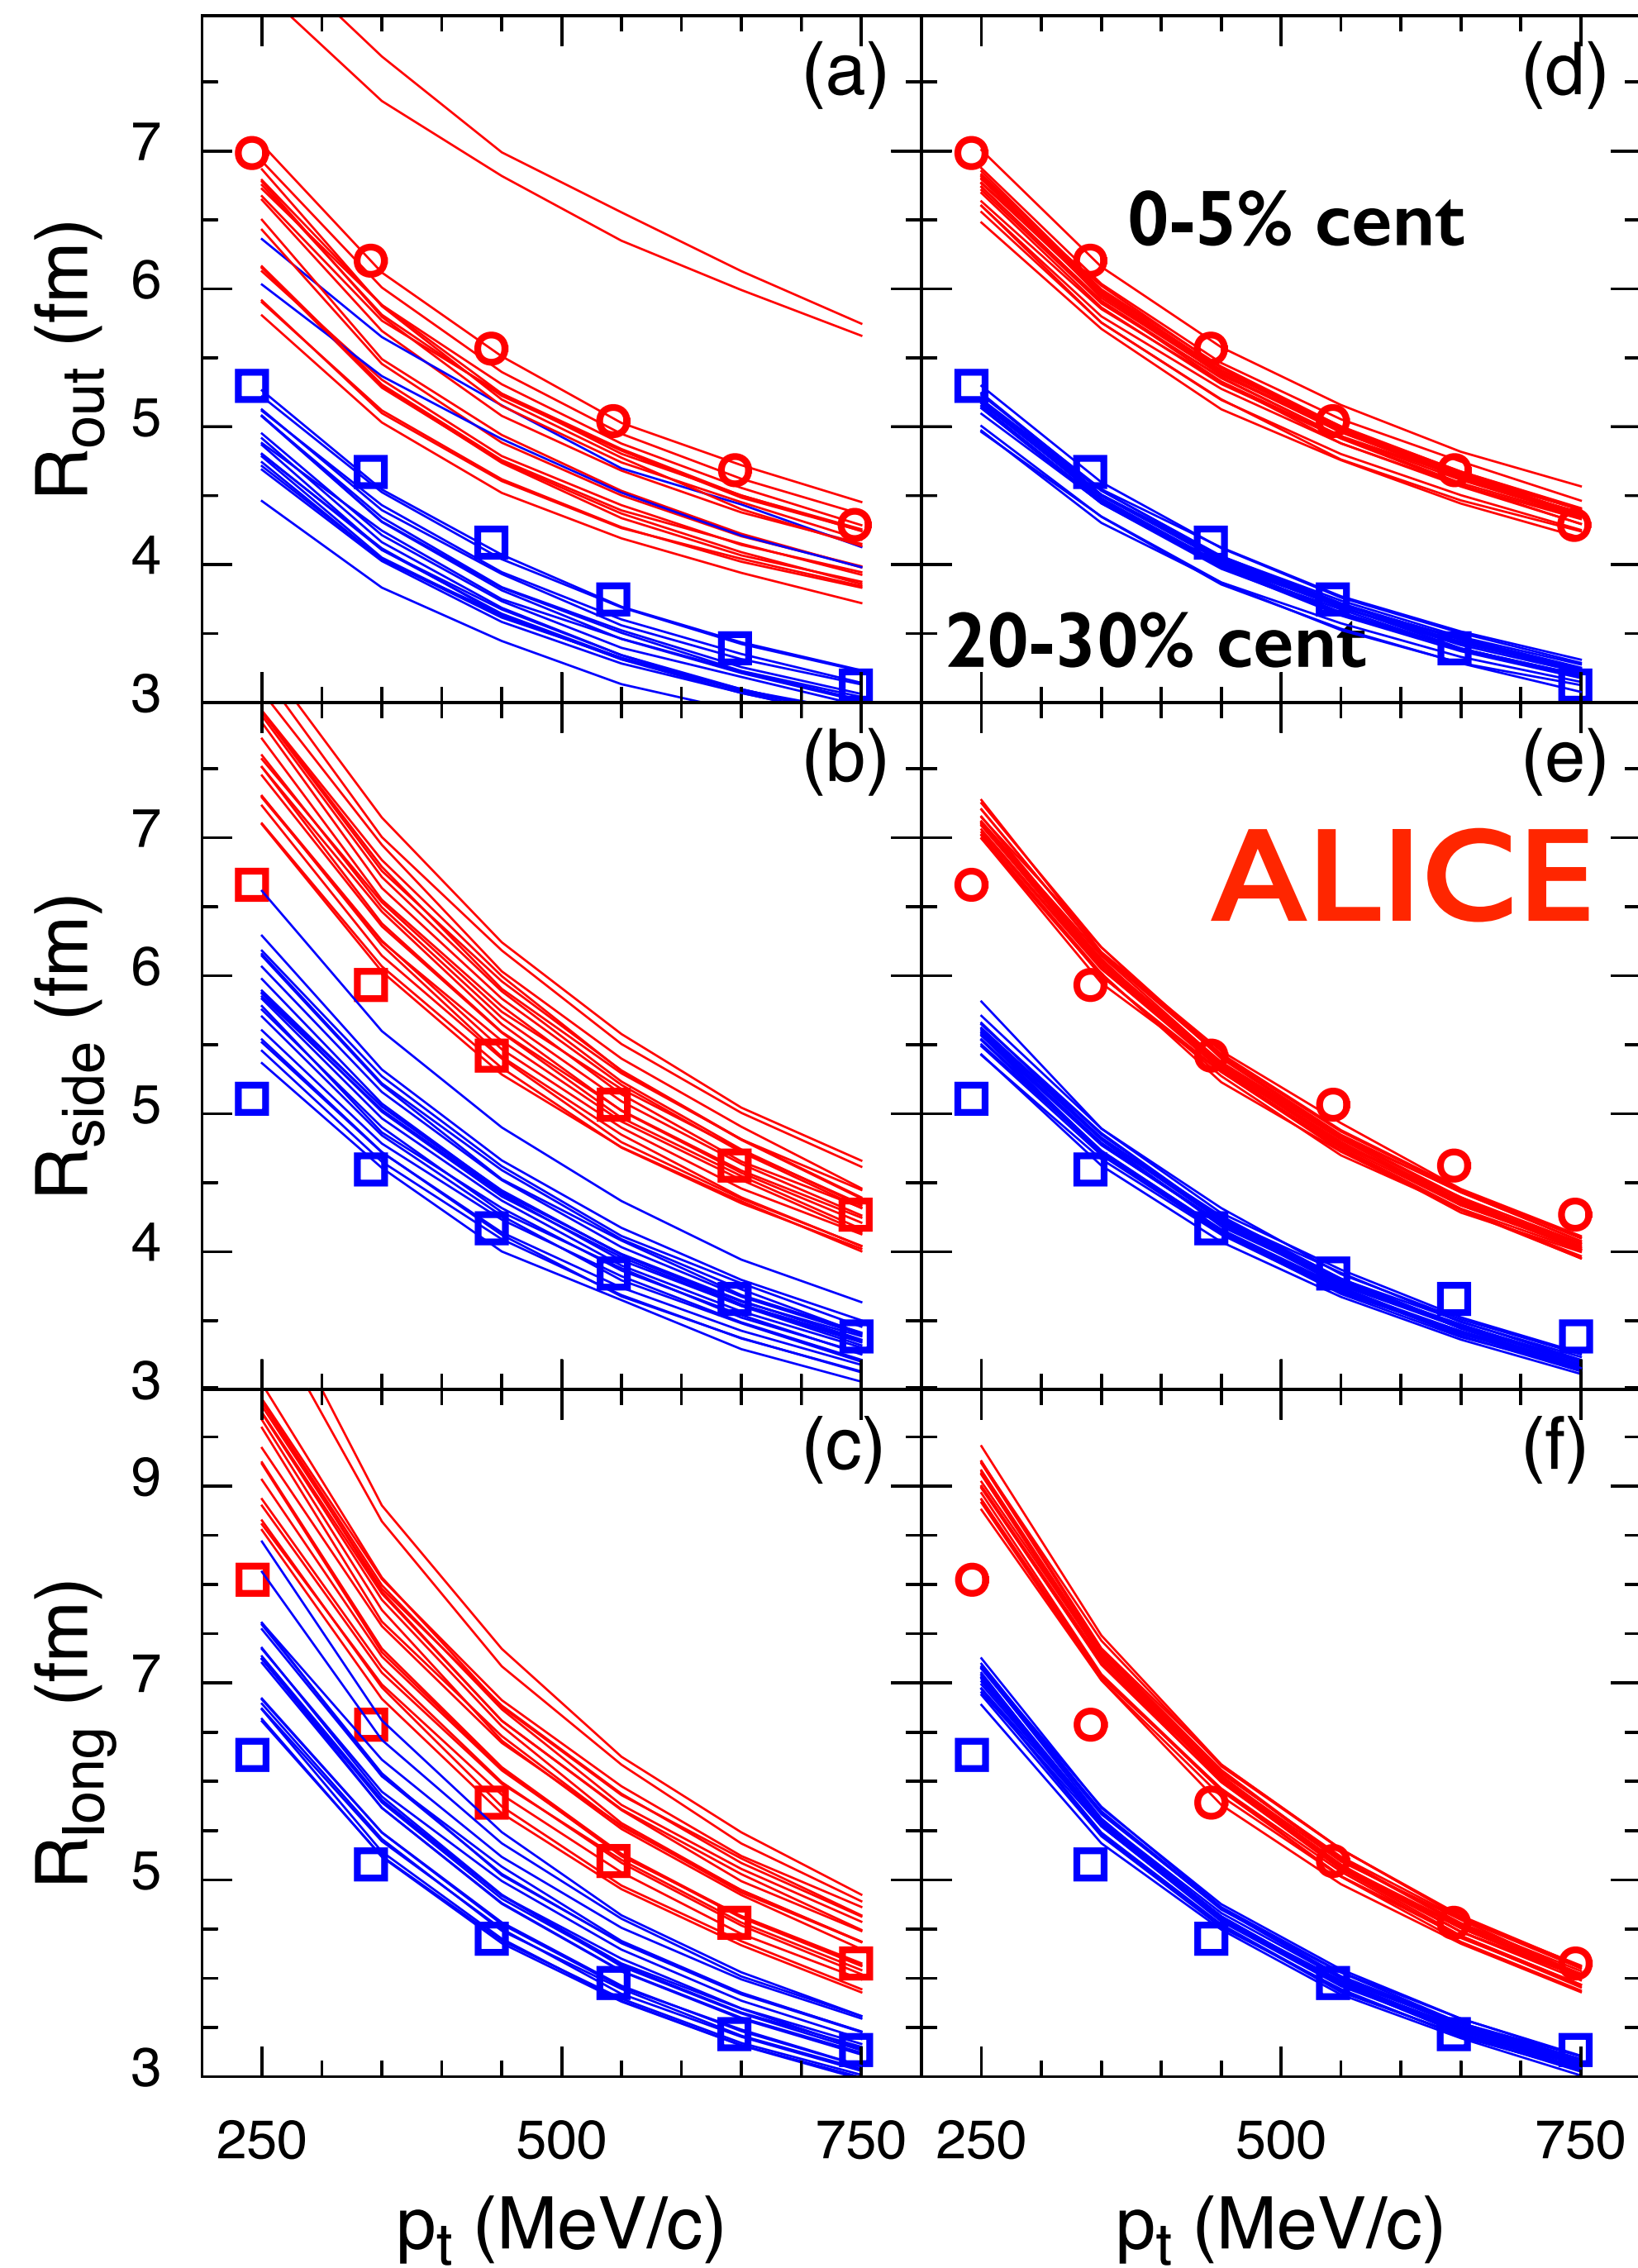 (a)
(d)
7
0-5% cent
6
R_out (fm)
5
4
20-30% cent
3
(b)
(e)
7
ALICE
6
R_side (fm)
5
4
3
(c)
(f)
9
7
R_long (fm)
5
3
250 500 750 250 500 750
p_t (MeV/c) p_t (MeV/c)